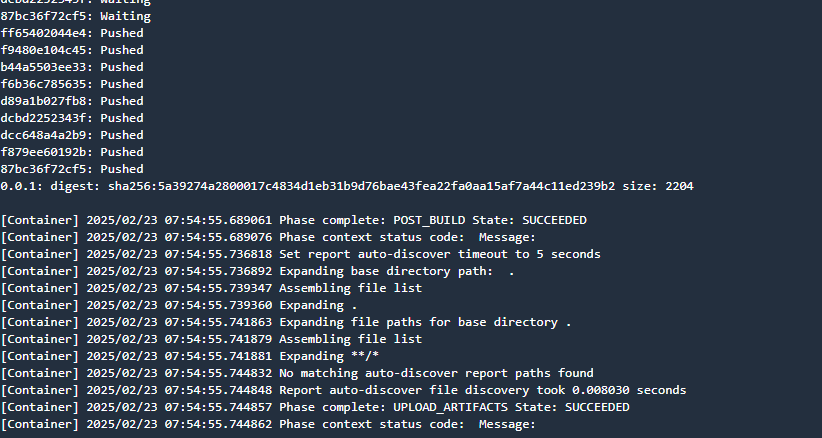 dcbd2252343f: Waiting
87bc36f72cf5: Waiting
ff65402044e4: Pushed
f9480e104c45: Pushed
b44a5503ee33: Pushed
f6b36c785635: Pushed
d89a1b027fb8: Pushed
dcbd2252343f: Pushed
dcc648a4a2b9: Pushed
f879ee60192b: Pushed
87bc36f72cf5: Pushed
0.0.1: digest: sha256:5a39274a2800017c4834d1eb31b9d76bae43fea22fa0aa15af7a44c11ed239b2 size: 2204
[Container] 2025/02/23 07:54:55.689061 Phase complete: POST_BUILD State: SUCCEEDED
[Container] 2025/02/23 07:54:55.689076 Phase context status code:  Message:
[Container] 2025/02/23 07:54:55.736818 Set report auto-discover timeout to 5 seconds
[Container] 2025/02/23 07:54:55.736892 Expanding base directory path:  .
[Container] 2025/02/23 07:54:55.739347 Assembling file list
[Container] 2025/02/23 07:54:55.739360 Expanding .
[Container] 2025/02/23 07:54:55.741863 Expanding file paths for base directory .
[Container] 2025/02/23 07:54:55.741879 Assembling file list
[Container] 2025/02/23 07:54:55.741881 Expanding **/*
[Container] 2025/02/23 07:54:55.744832 No matching auto-discover report paths found
[Container] 2025/02/23 07:54:55.744848 Report auto-discover file discovery took 0.008030 seconds
[Container] 2025/02/23 07:54:55.744857 Phase complete: UPLOAD_ARTIFACTS State: SUCCEEDED
[Container] 2025/02/23 07:54:55.744862 Phase context status code:  Message: